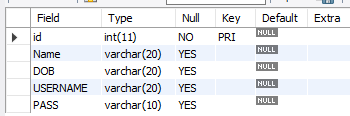 Field Type Null Key Default Extra
id int(11) NO PRI NULL
Name varchar(20) YES NULL
DOB varchar(20) YES NULL
USERNAME varchar(20) YES NULL
PASS varchar(10) YES NULL